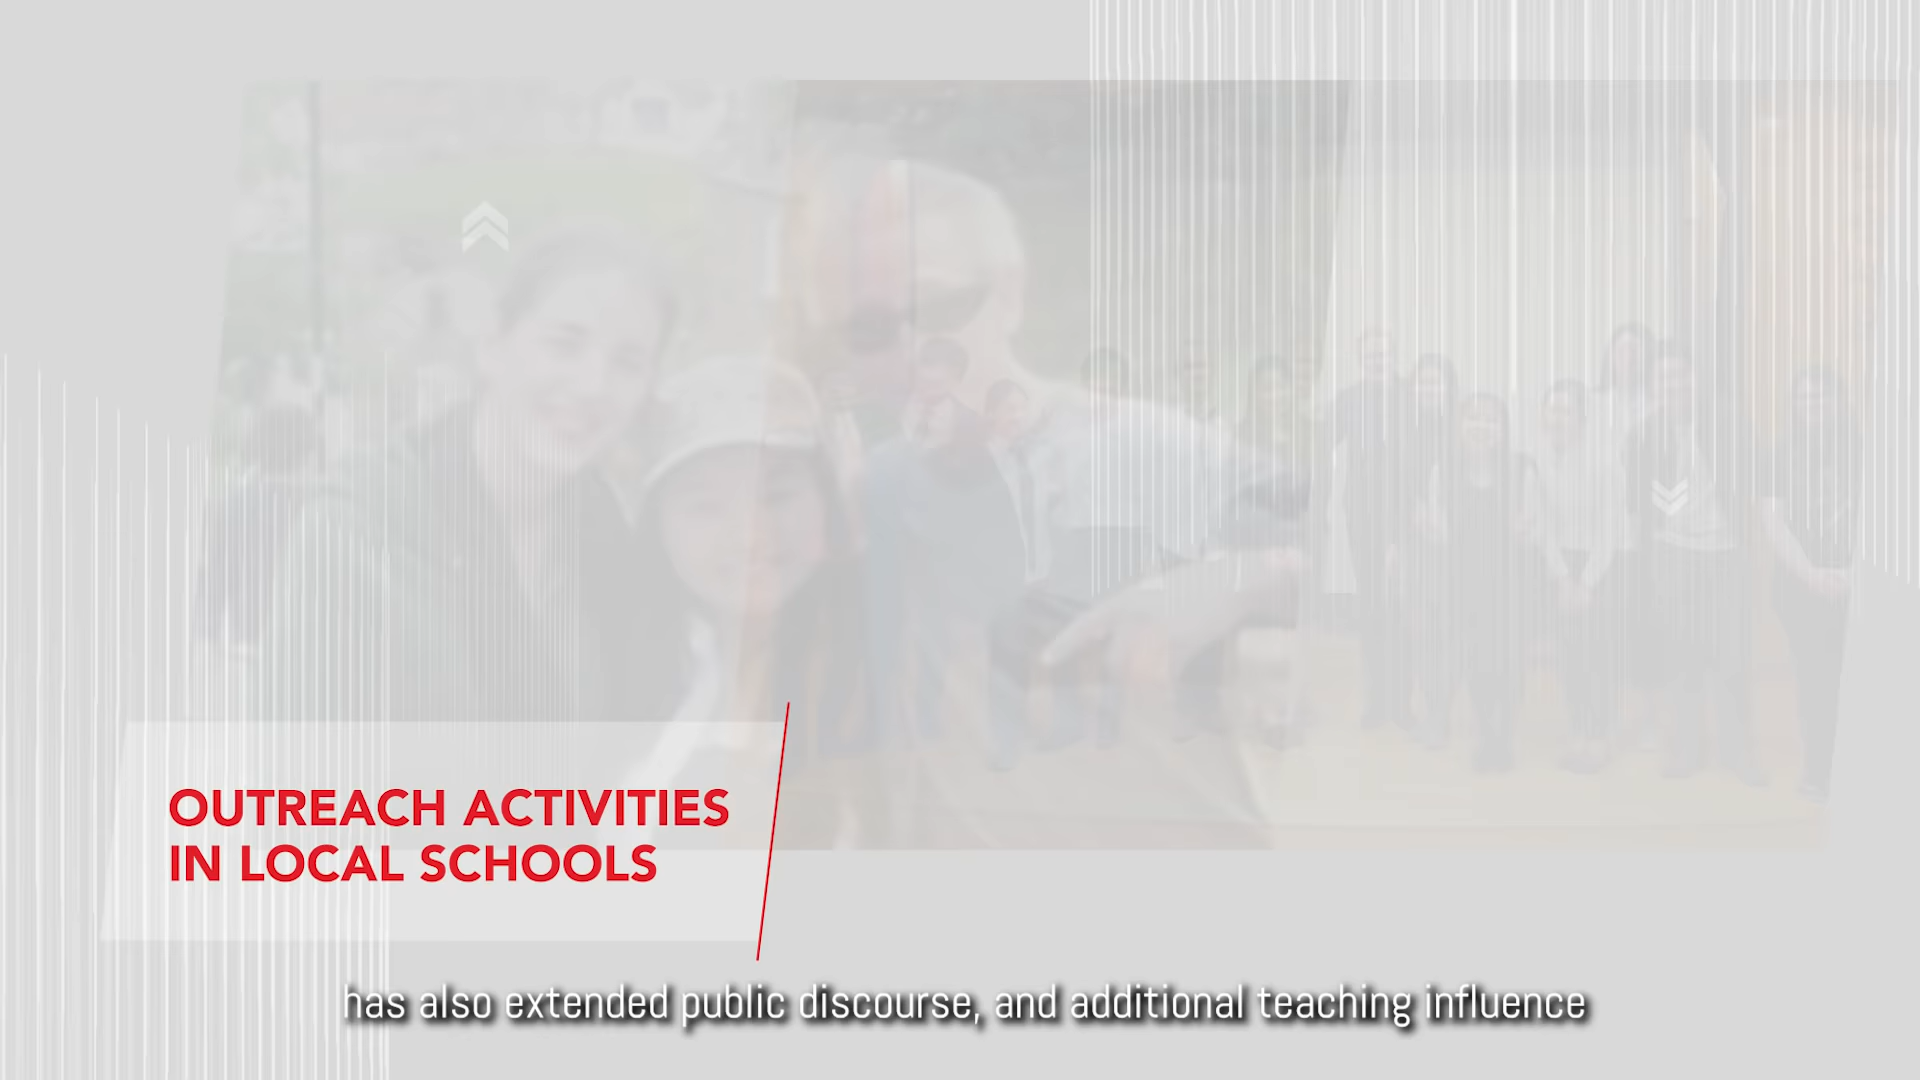 OUTREACH ACTIVITIES
IN LOCAL SCHOOLS
has also extended public discourse, and additional teaching influence